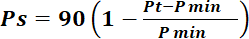 Ps = 90 (1 − (Pt−P min)/(P min))